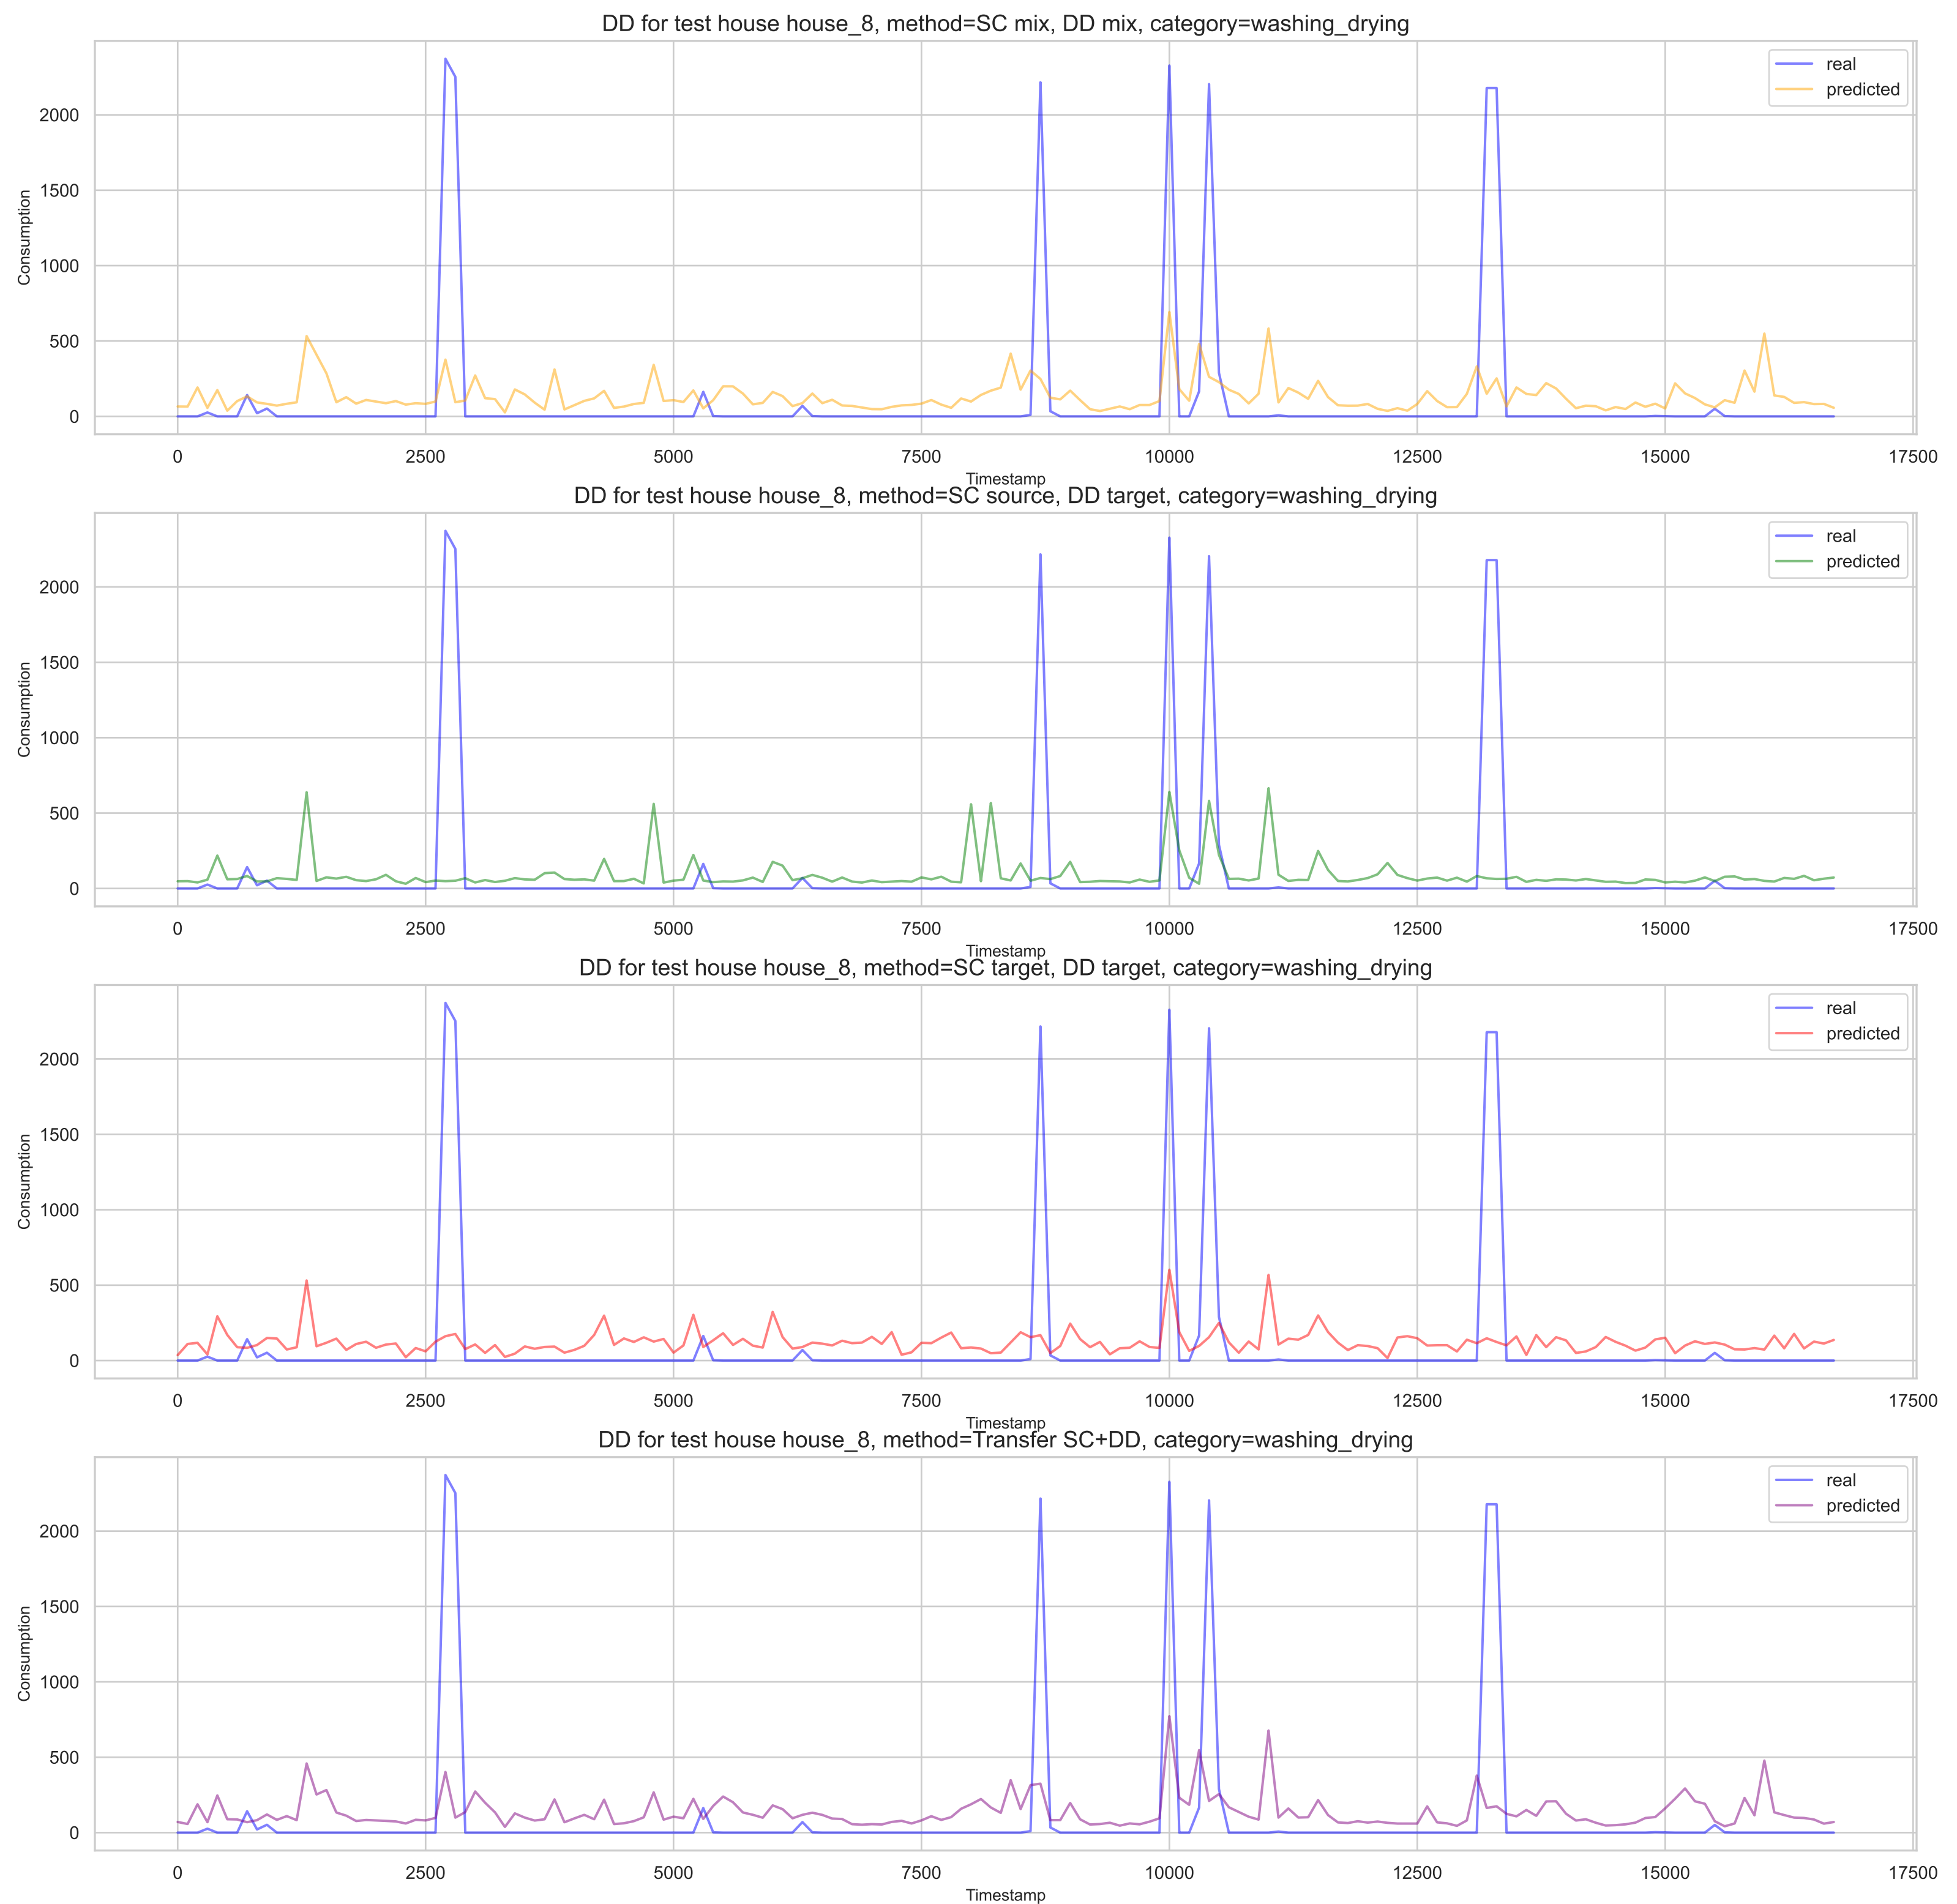 DD for test house house_8, method=SC mix, DD mix, category=washing_drying
real
predicted
Consumption
2000
1500
1000
500
0
0 2500 5000 7500 10000 12500 15000 17500
Timestamp
DD for test house house_8, method=SC source, DD target, category=washing_drying
real
predicted
Consumption
2000
1500
1000
500
0
0 2500 5000 7500 10000 12500 15000 17500
Timestamp
DD for test house house_8, method=SC target, DD target, category=washing_drying
real
predicted
Consumption
2000
1500
1000
500
0
0 2500 5000 7500 10000 12500 15000 17500
Timestamp
DD for test house house_8, method=Transfer SC+DD, category=washing_drying
real
predicted
Consumption
2000
1500
1000
500
0
0 2500 5000 7500 10000 12500 15000 17500
Timestamp